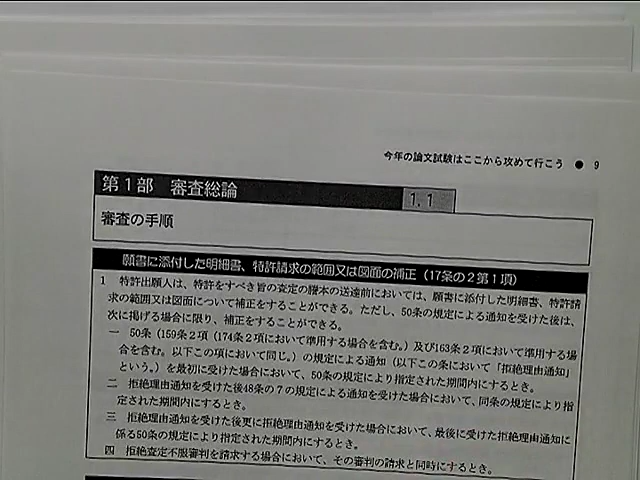 今年の論文試験はここから攻めて行こう ● 9
第1部 審査総論 1.1
審査の手順
願書に添付した明細書、特許請求の範囲又は図面の補正(17条の2第1項)
1 特許出願人は、特許をすべき旨の査定の謄本の送達前においては、願書に添付した明細書、特許請
求の範囲又は図面について補正をすることができる。ただし、50条の規定による通知を受けた後は、
次に掲げる場合に限り、補正をすることができる。
一 50条(159条2項(174条2項において準用する場合を含む。)及び163条2項において準用する場
合を含む。以下この項において同じ。)の規定による通知(以下この条において「拒絶理由通知」
という。)を最初に受けた場合において、50条の規定により指定された期間内にするとき。
二 拒絶理由通知を受けた後48条の7の規定による通知を受けた場合において、同条の規定により指
定された期間内にするとき。
三 拒絶理由通知を受けた後更に拒絶理由通知を受けた場合において、最後に受けた拒絶理由通知に
係る50条の規定により指定された期間内にするとき。
四 拒絶査定不服審判を請求する場合において、その審判の請求と同時にするとき。